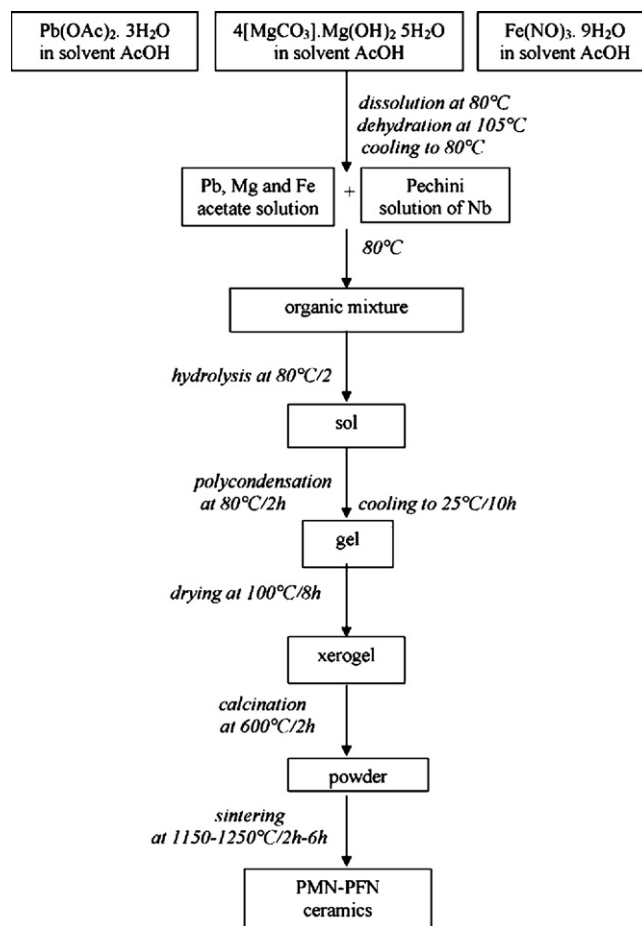 Pb(OAc)₂. 3H₂O
in solvent AcOH
4[MgCO₃].Mg(OH)₂ 5H₂O
in solvent AcOH
Fe(NO)₃. 9H₂O
in solvent AcOH
dissolution at 80°C
dehydration at 105°C
cooling to 80°C
Pb, Mg and Fe
acetate solution
+
Pechini
solution of Nb
80°C
organic mixture
hydrolysis at 80°C/2
sol
polycondensation
at 80°C/2h
cooling to 25°C/10h
gel
drying at 100°C/8h
xerogel
calcination
at 600°C/2h
powder
sintering
at 1150-1250°C/2h-6h
PMN-PFN
ceramics